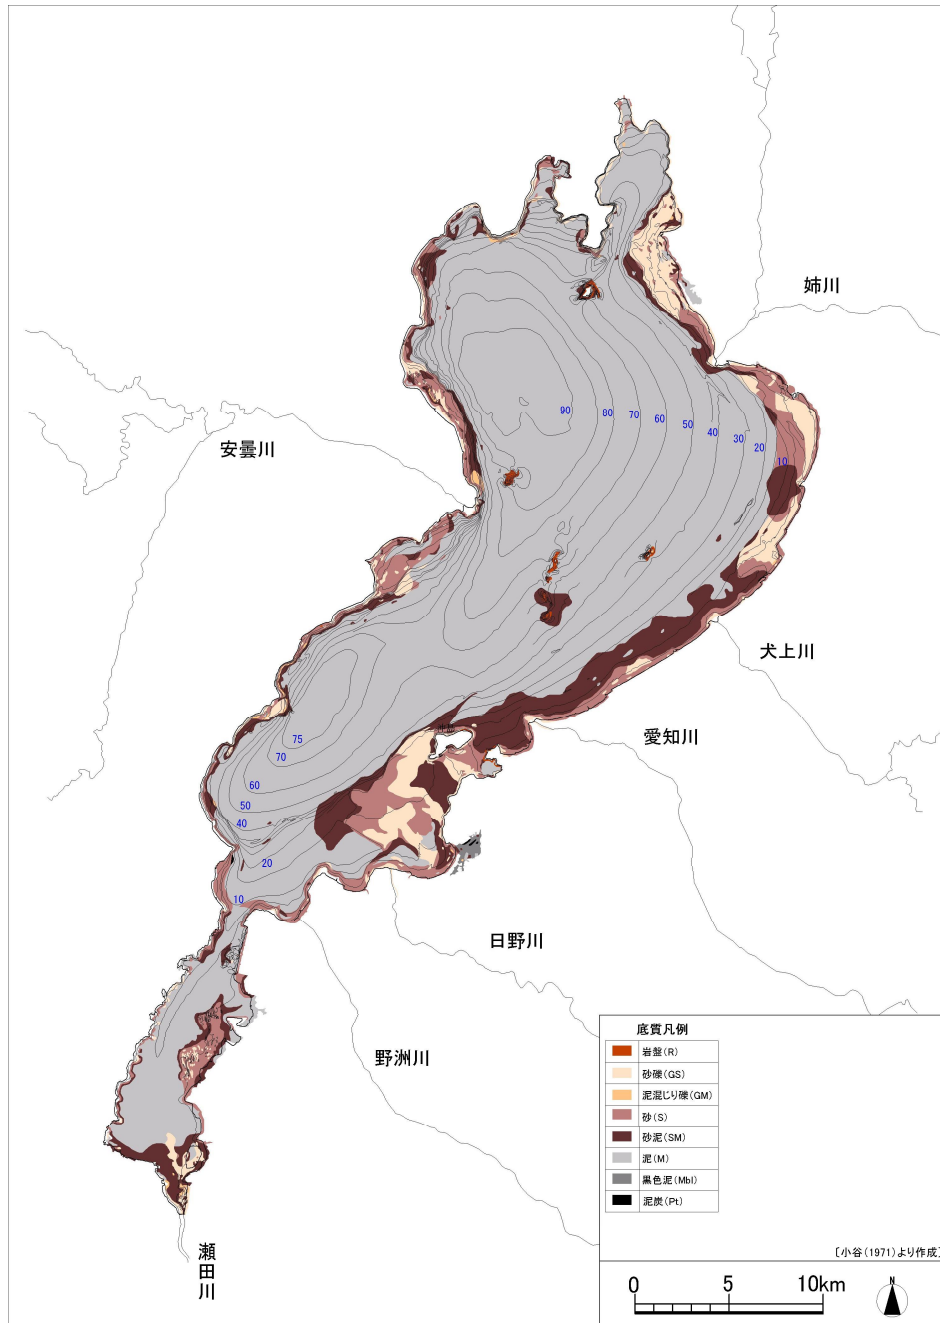 姉川
90
80
70
60
50
40
30
20
10
安曇川
犬上川
愛知川
75
70
60
50
40
20
10
日野川
野洲川
瀬田川
底質凡例
岩盤(R)
砂礫(GS)
泥混じり礫(GM)
砂(S)
砂泥(SM)
泥(M)
黒色泥(Mbl)
泥炭(Pt)
〔小谷(1971)より作成〕
0 5 10km
N